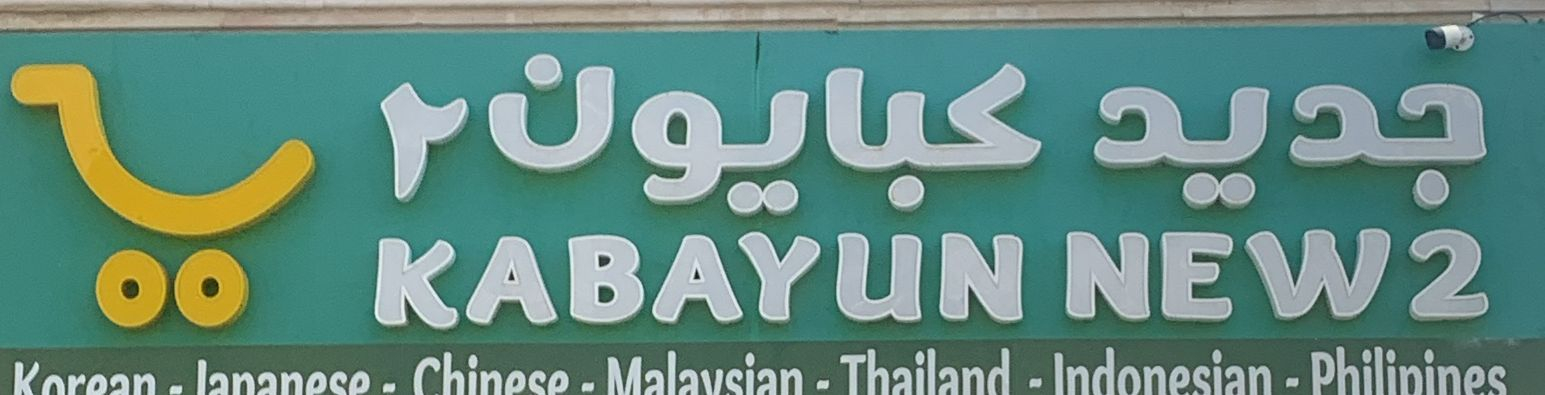 جديد كبايون ٢
KABAYUN NEW 2
Korean - Japanese - Chinese - Malaysian - Thailand - Indonesian - Philipines